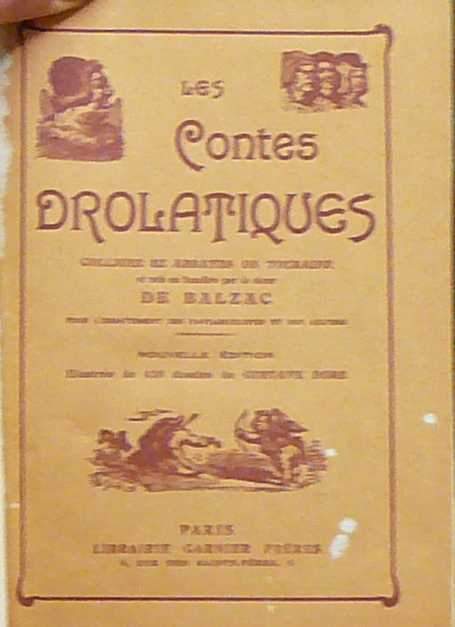 LES
Contes
DROLATIQUES
COLLIGEZ EZ ABBAYES DE TOURAINE,
et mis en lumière par le sieur
DE BALZAC
POUR L'ESBATTEMENT DES PANTAGRUELISTES ET NON AULTRES
NOUVELLE ÉDITION
Illustrée de 425 dessins de GUSTAVE DORÉ
PARIS
LIBRAIRIE GARNIER FRÈRES
6, RUE DES SAINTS-PÈRES, 6